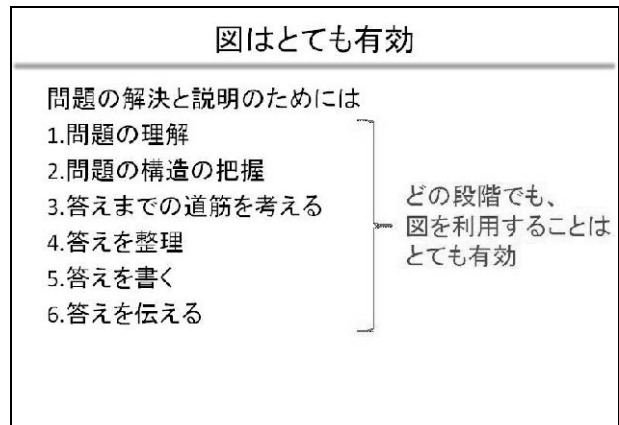 図はとても有効
問題の解決と説明のためには
1.問題の理解
2.問題の構造の把握
3.答えまでの道筋を考える
4.答えを整理
5.答えを書く
6.答えを伝える
どの段階でも、
図を利用することは
とても有効